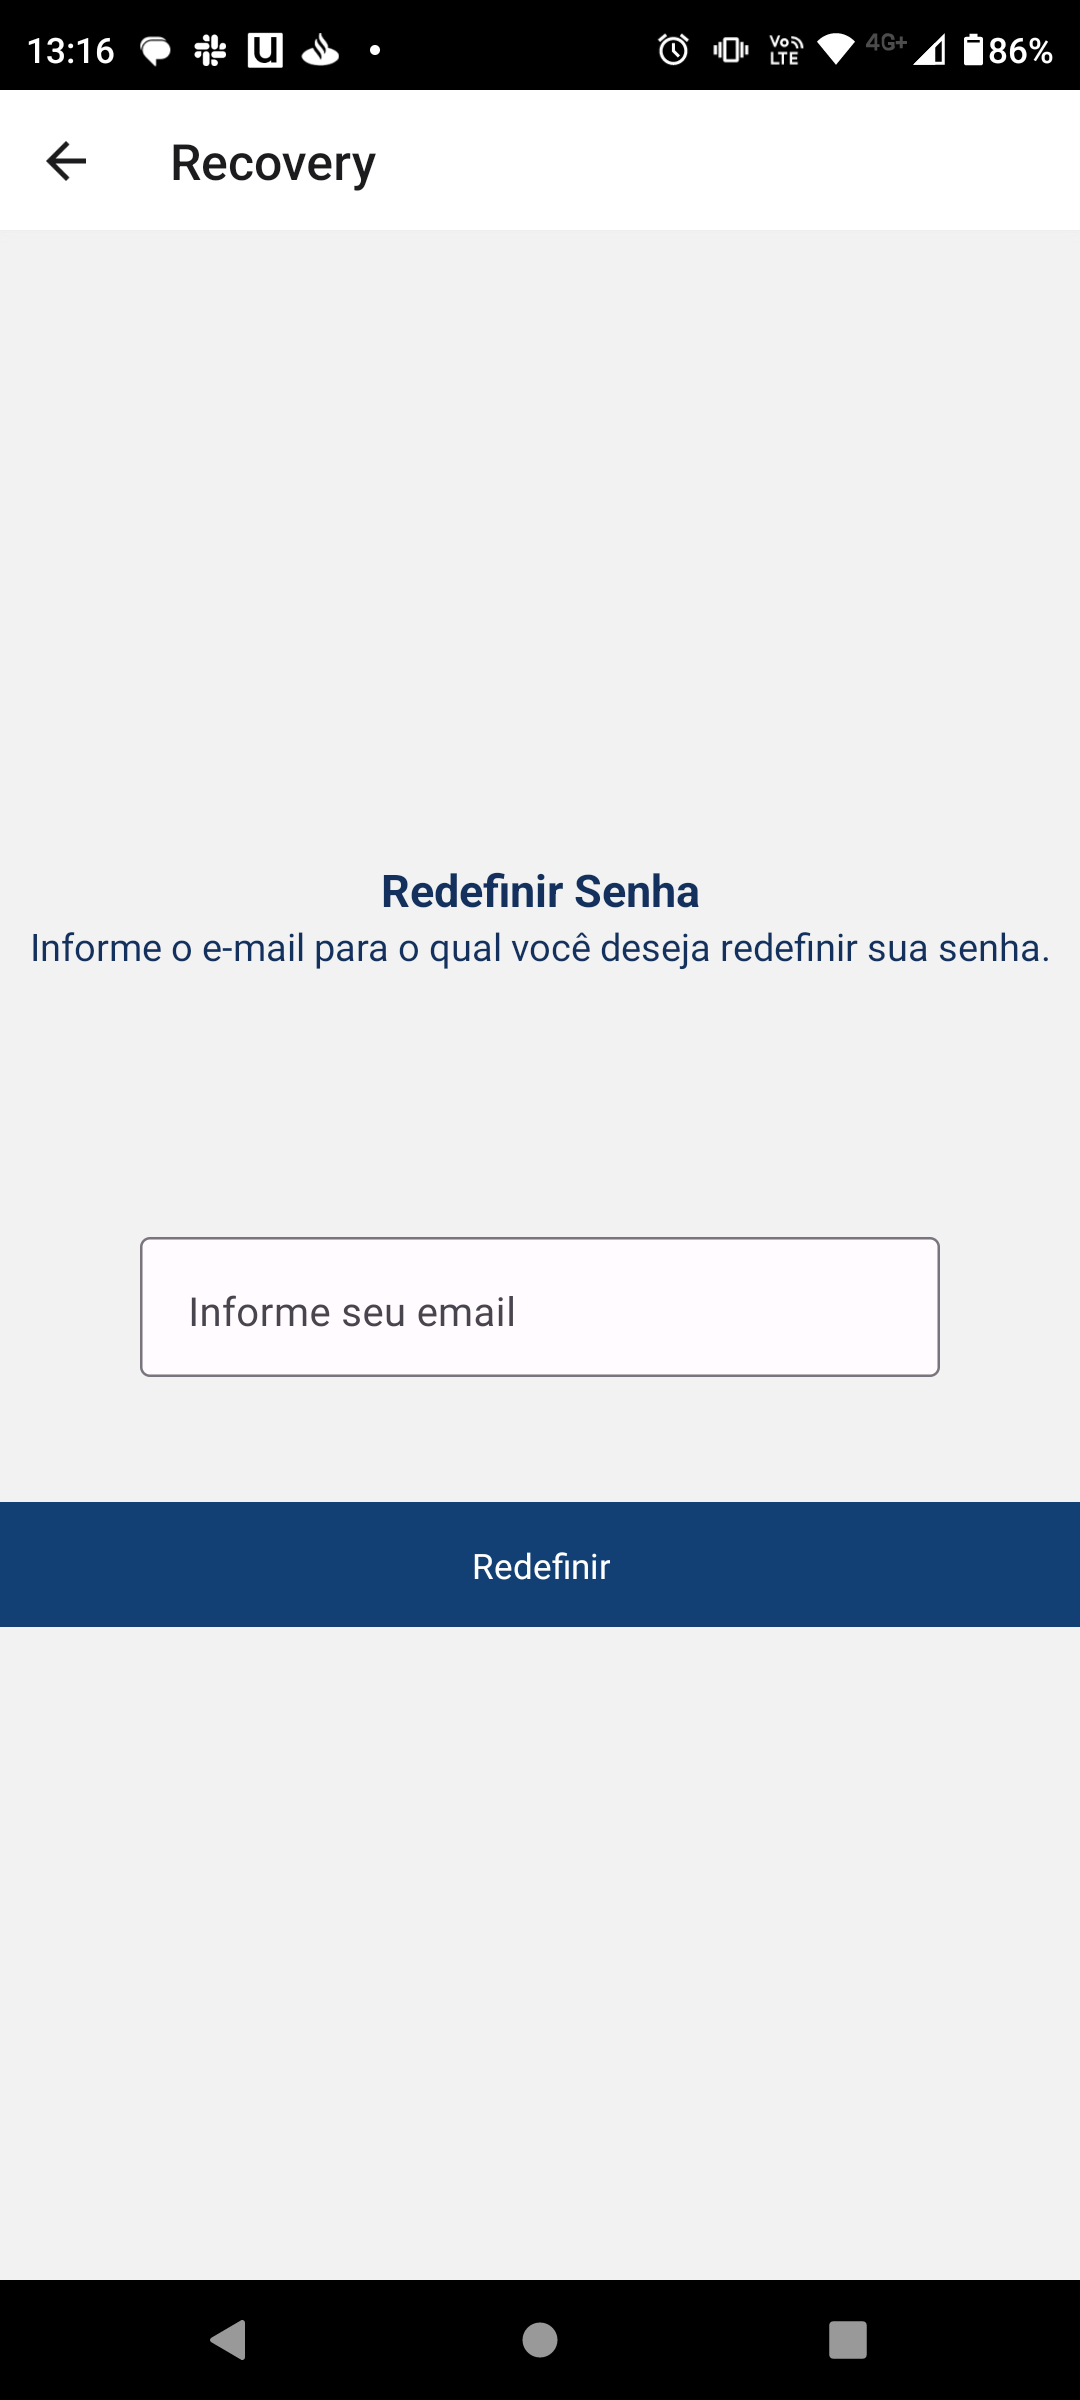 13:16 U VoLTE 4G+ 86%
Recovery
Redefinir Senha
Informe o e-mail para o qual você deseja redefinir sua senha.
Informe seu email
Redefinir